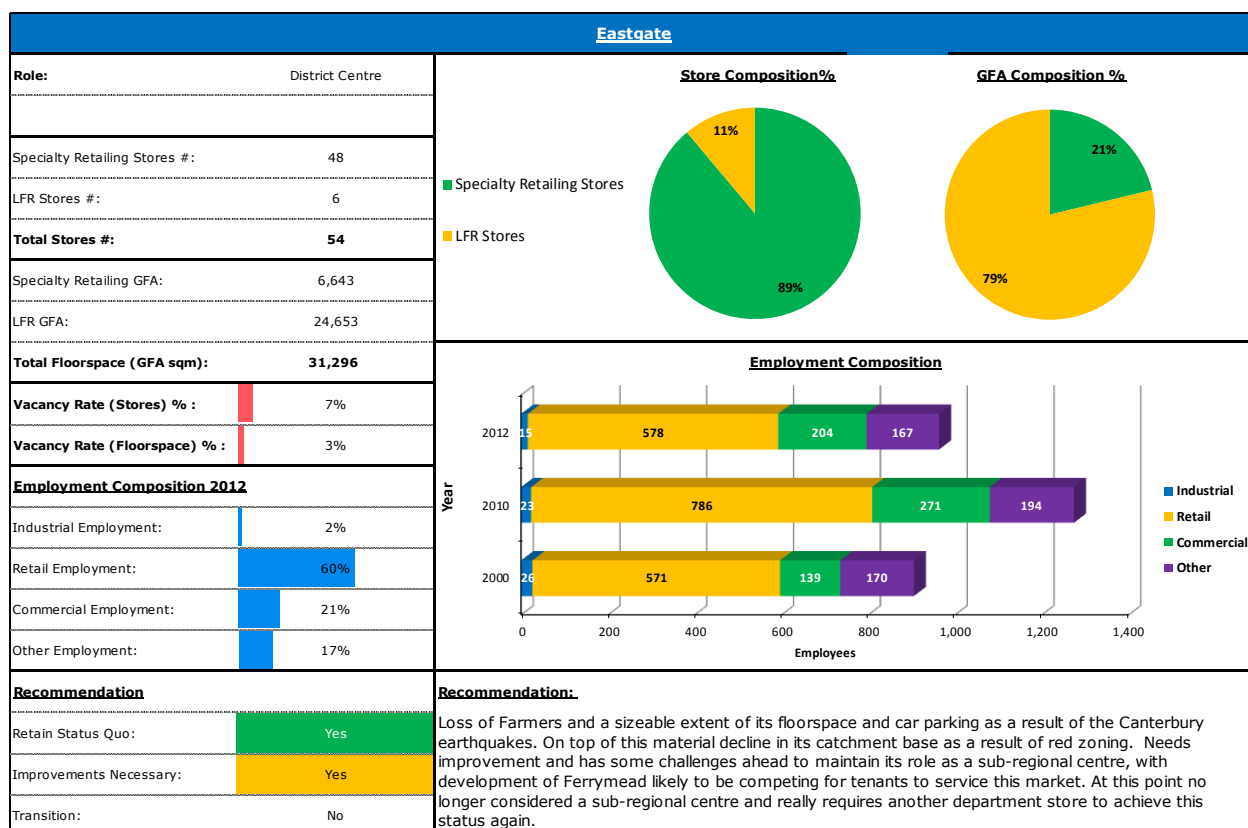 Eastgate
Role: District Centre
Specialty Retailing Stores #: 48
LFR Stores #: 6
Total Stores #: 54
Specialty Retailing GFA: 6,643
LFR GFA: 24,653
Total Floorspace (GFA sqm): 31,296
Vacancy Rate (Stores) % : 7%
Vacancy Rate (Floorspace) % : 3%
Employment Composition 2012
Industrial Employment: 2%
Retail Employment: 60%
Commercial Employment: 21%
Other Employment: 17%
Recommendation
Retain Status Quo: Yes
Improvements Necessary: Yes
Transition: No
Store Composition%
GFA Composition %
Specialty Retailing Stores
LFR Stores
11%
89%
21%
79%
Employment Composition
Year
2012 15 578 204 167
2010 23 786 271 194
2000 26 571 139 170
0 200 400 600 800 1,000 1,200 1,400
Employees
Industrial
Retail
Commercial
Other
Recommendation:
Loss of Farmers and a sizeable extent of its floorspace and car parking as a result of the Canterbury
earthquakes. On top of this material decline in its catchment base as a result of red zoning. Needs
improvement and has some challenges ahead to maintain its role as a sub-regional centre, with
development of Ferrymead likely to be competing for tenants to service this market. At this point no
longer considered a sub-regional centre and really requires another department store to achieve this
status again.